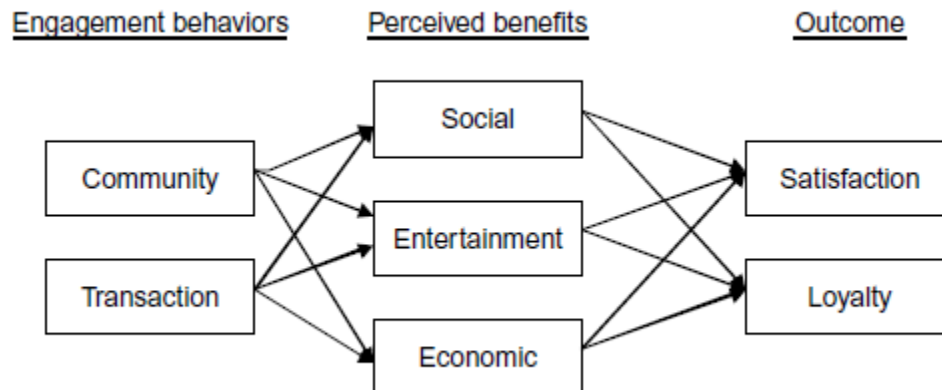 Engagement behaviors
Perceived benefits
Outcome
Social
Community
Satisfaction
Entertainment
Transaction
Loyalty
Economic